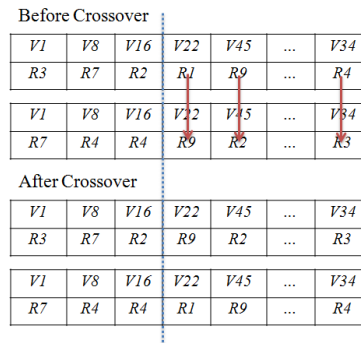 Before Crossover
V1 V8 V16 V22 V45 ... V34
R3 R7 R2 R1 R9 ... R4
V1 V8 V16 V22 V45 ... V34
R7 R4 R4 R9 R2 ... R3
After Crossover
V1 V8 V16 V22 V45 ... V34
R3 R7 R2 R9 R2 ... R3
V1 V8 V16 V22 V45 ... V34
R7 R4 R4 R1 R9 ... R4